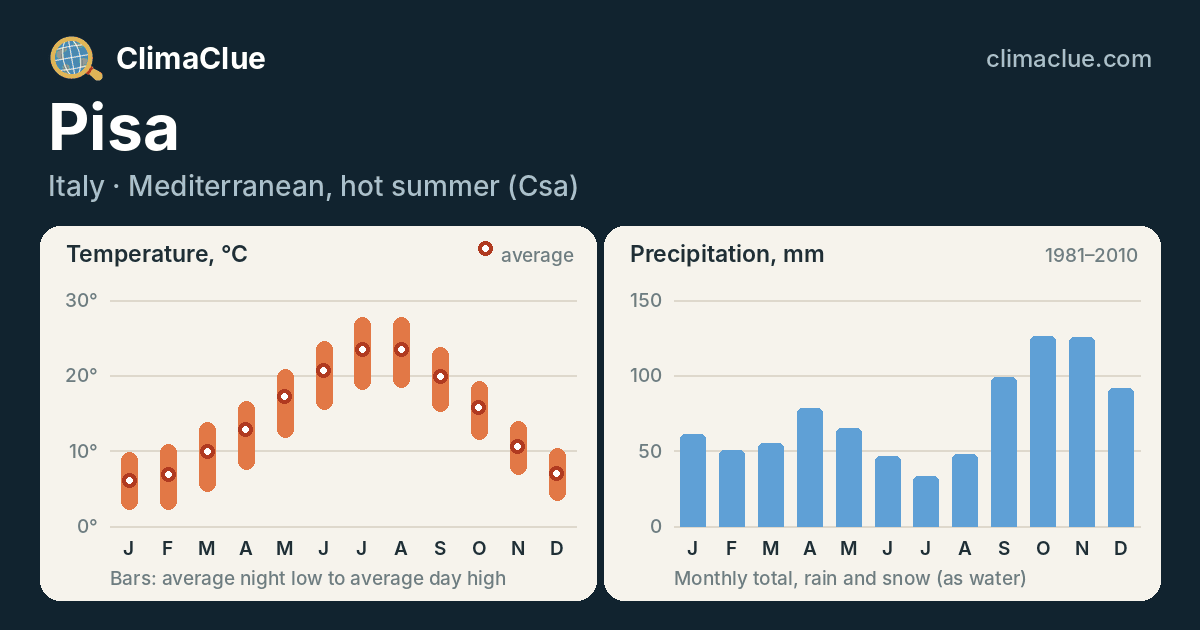 ClimaClue
climaclue.com
Pisa
Italy · Mediterranean, hot summer (Csa)
Temperature, °C
average
30°
20°
10°
0°
J F M A M J J A S O N D
Bars: average night low to average day high
Precipitation, mm
1981–2010
150
100
50
0
J F M A M J J A S O N D
Monthly total, rain and snow (as water)